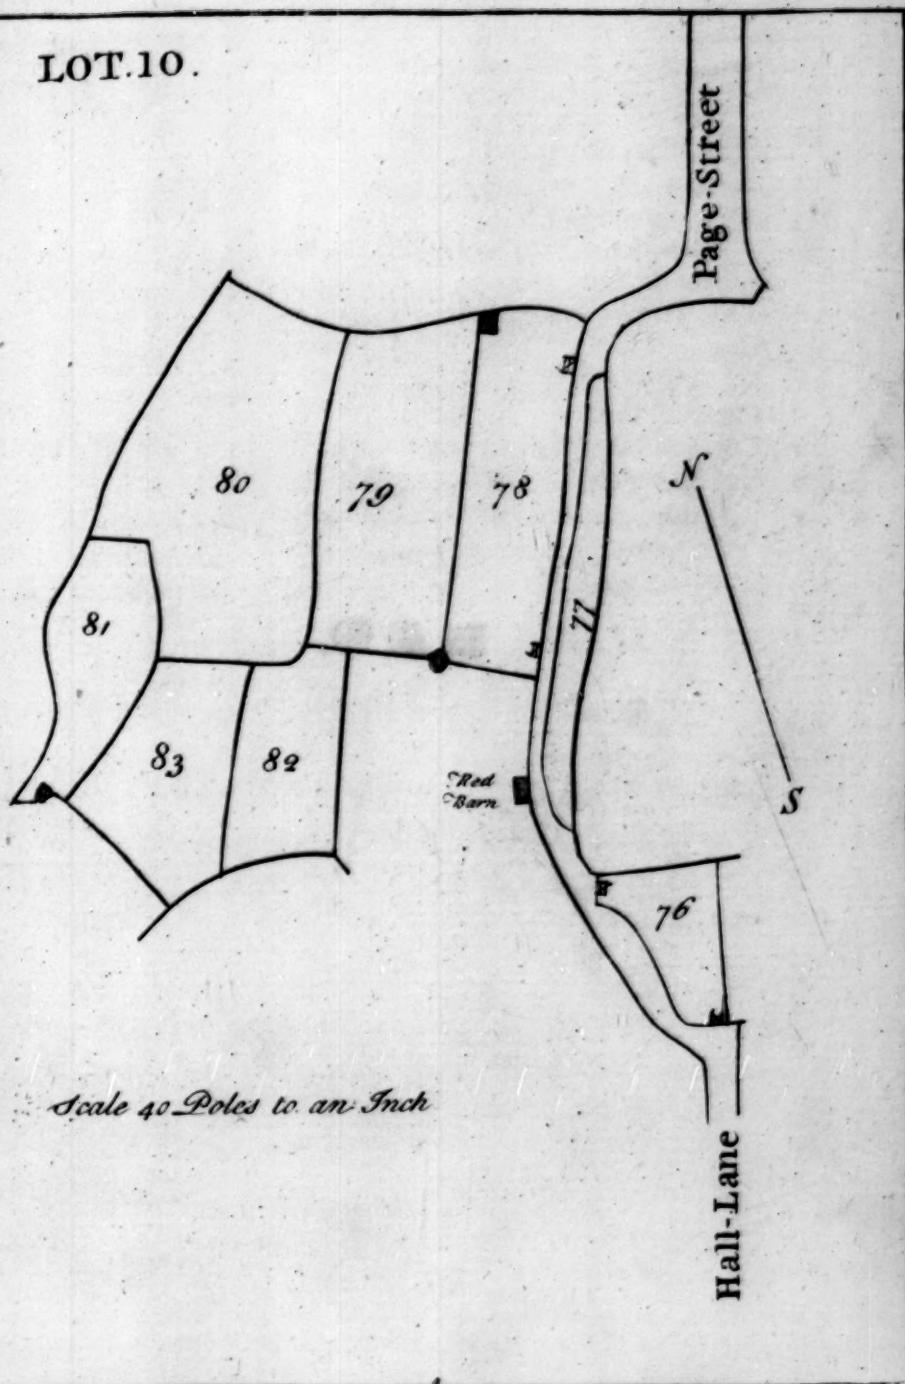 LOT.10.
Page-Street
N
80
79
78
81
77
83
82
Red
Barn
S
76
Scale 40 Poles to an Inch
Hall-Lane